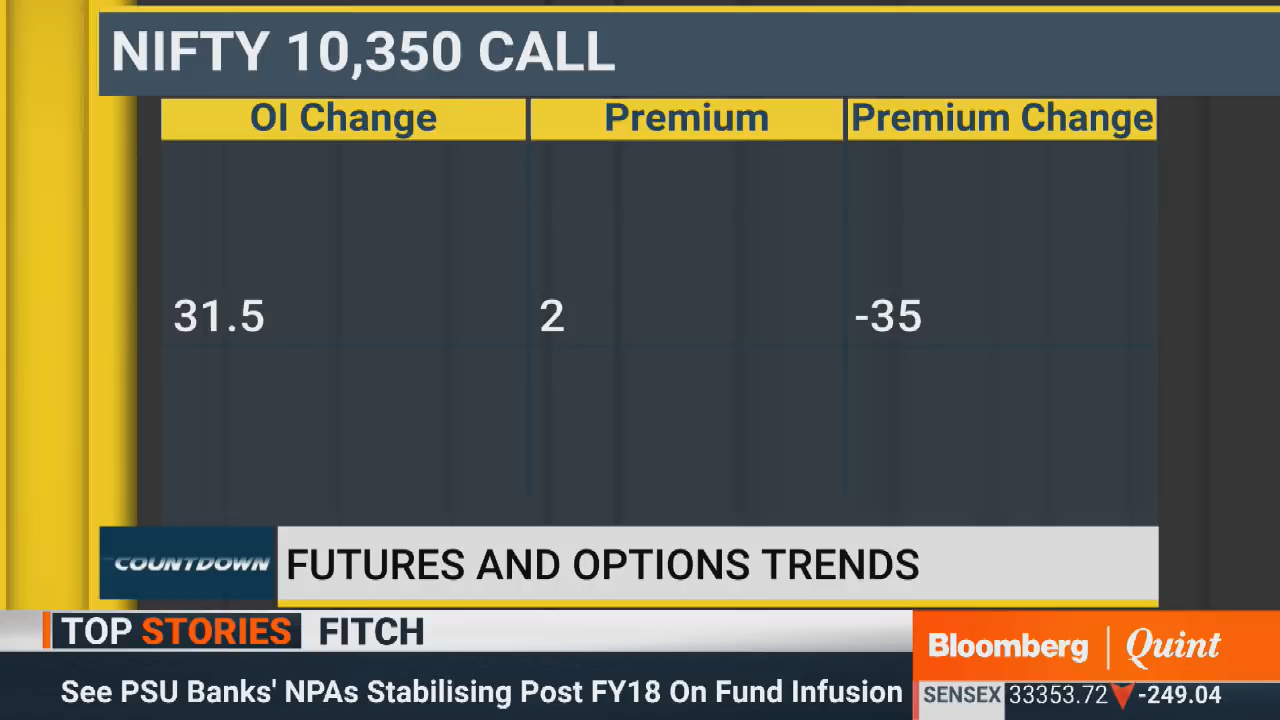 NIFTY 10,350 CALL
OI Change Premium Premium Change
31.5 2 -35
COUNTDOWN FUTURES AND OPTIONS TRENDS
TOP STORIES FITCH
See PSU Banks' NPAs Stabilising Post FY18 On Fund Infusion
Bloomberg | Quint
SENSEX 33353.72 -249.04